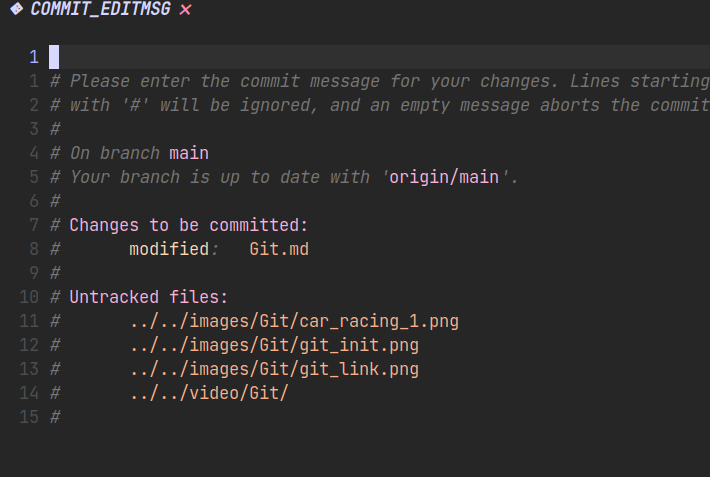 COMMIT_EDITMSG ✕
1
1 # Please enter the commit message for your changes. Lines starting
2 # with '#' will be ignored, and an empty message aborts the commit
3 #
4 # On branch main
5 # Your branch is up to date with 'origin/main'.
6 #
7 # Changes to be committed:
8 #       modified:   Git.md
9 #
10 # Untracked files:
11 #       ../../images/Git/car_racing_1.png
12 #       ../../images/Git/git_init.png
13 #       ../../images/Git/git_link.png
14 #       ../../video/Git/
15 #